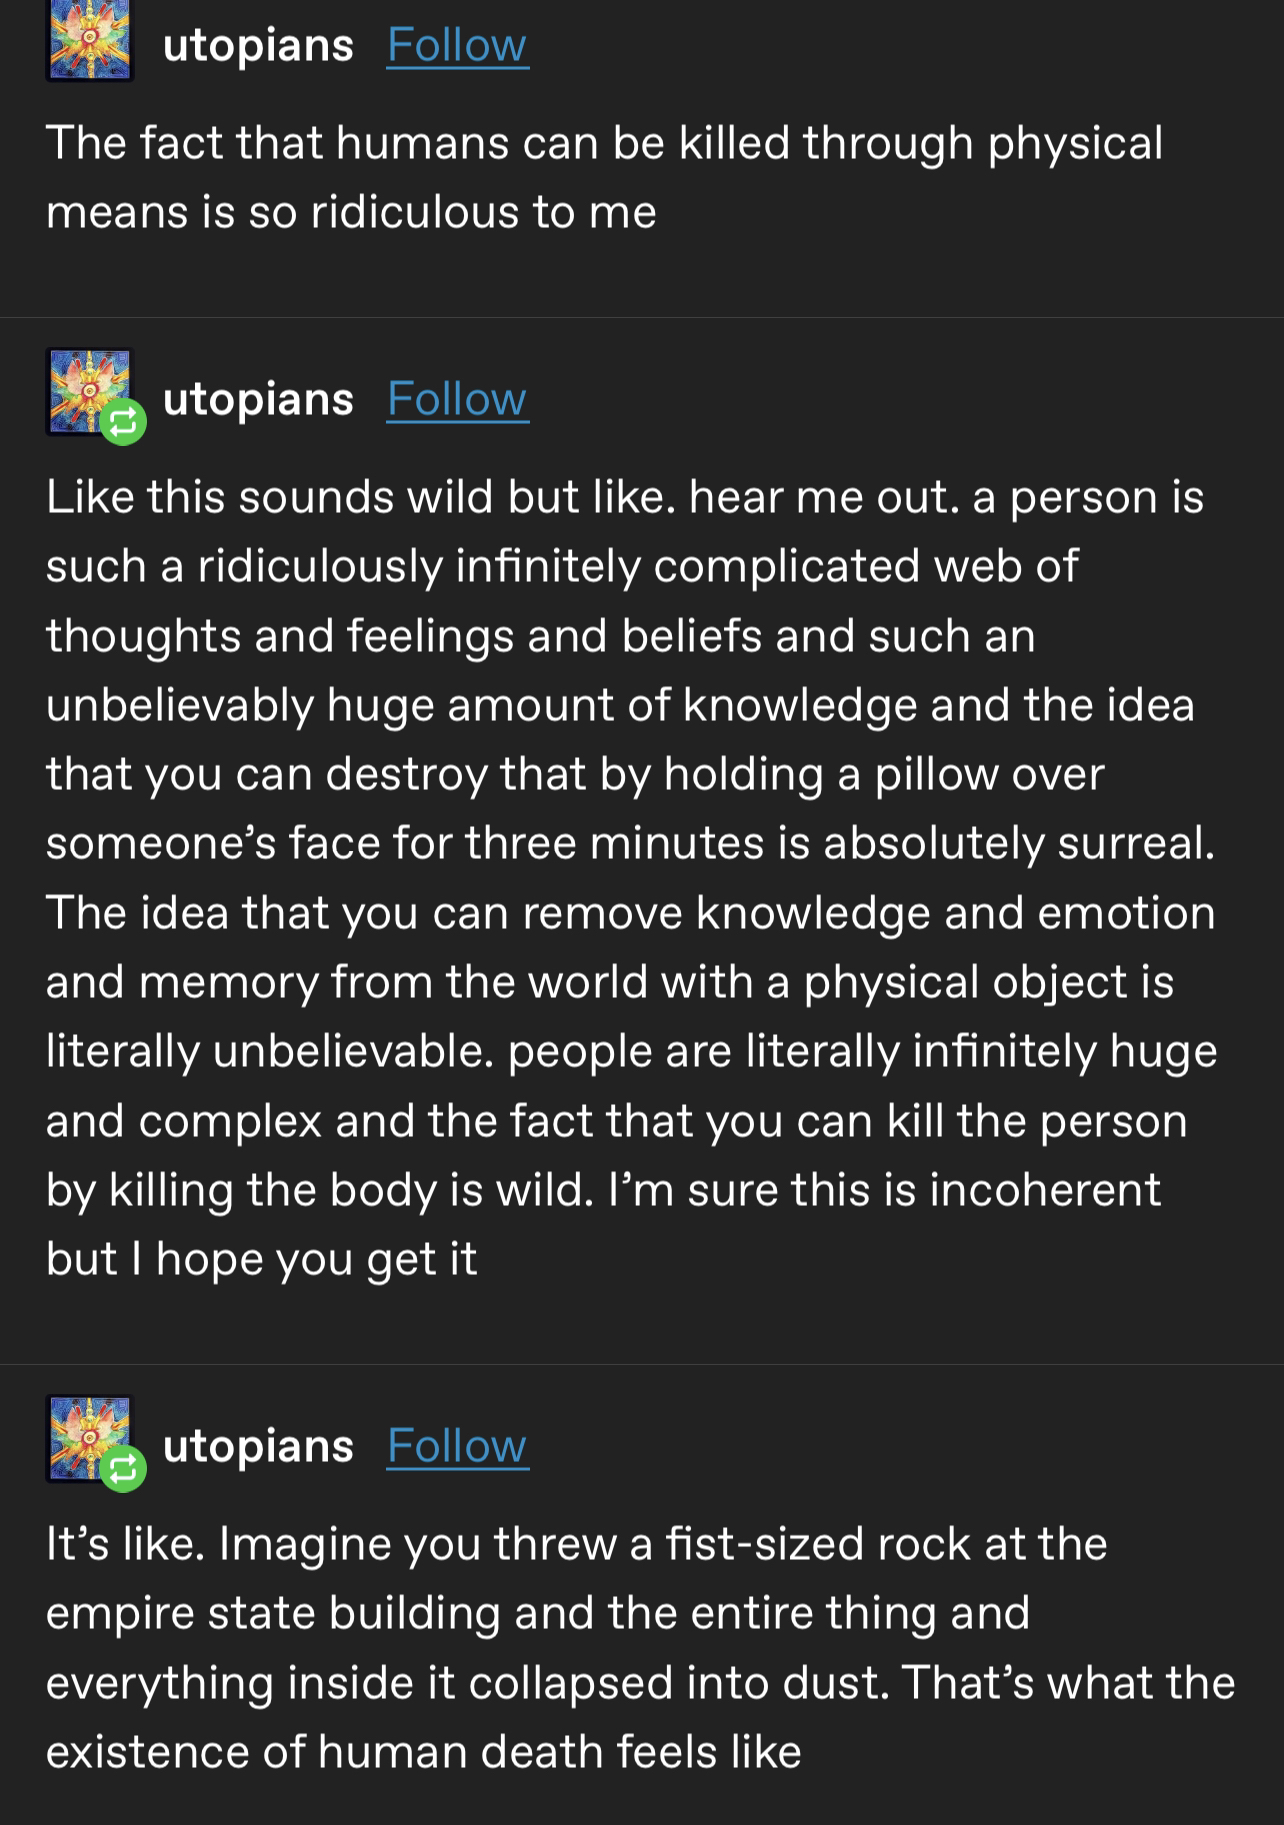 utopians Follow
The fact that humans can be killed through physical
means is so ridiculous to me
utopians Follow
Like this sounds wild but like. hear me out. a person is
such a ridiculously infinitely complicated web of
thoughts and feelings and beliefs and such an
unbelievably huge amount of knowledge and the idea
that you can destroy that by holding a pillow over
someone’s face for three minutes is absolutely surreal.
The idea that you can remove knowledge and emotion
and memory from the world with a physical object is
literally unbelievable. people are literally infinitely huge
and complex and the fact that you can kill the person
by killing the body is wild. I’m sure this is incoherent
but I hope you get it
utopians Follow
It’s like. Imagine you threw a fist-sized rock at the
empire state building and the entire thing and
everything inside it collapsed into dust. That’s what the
existence of human death feels like